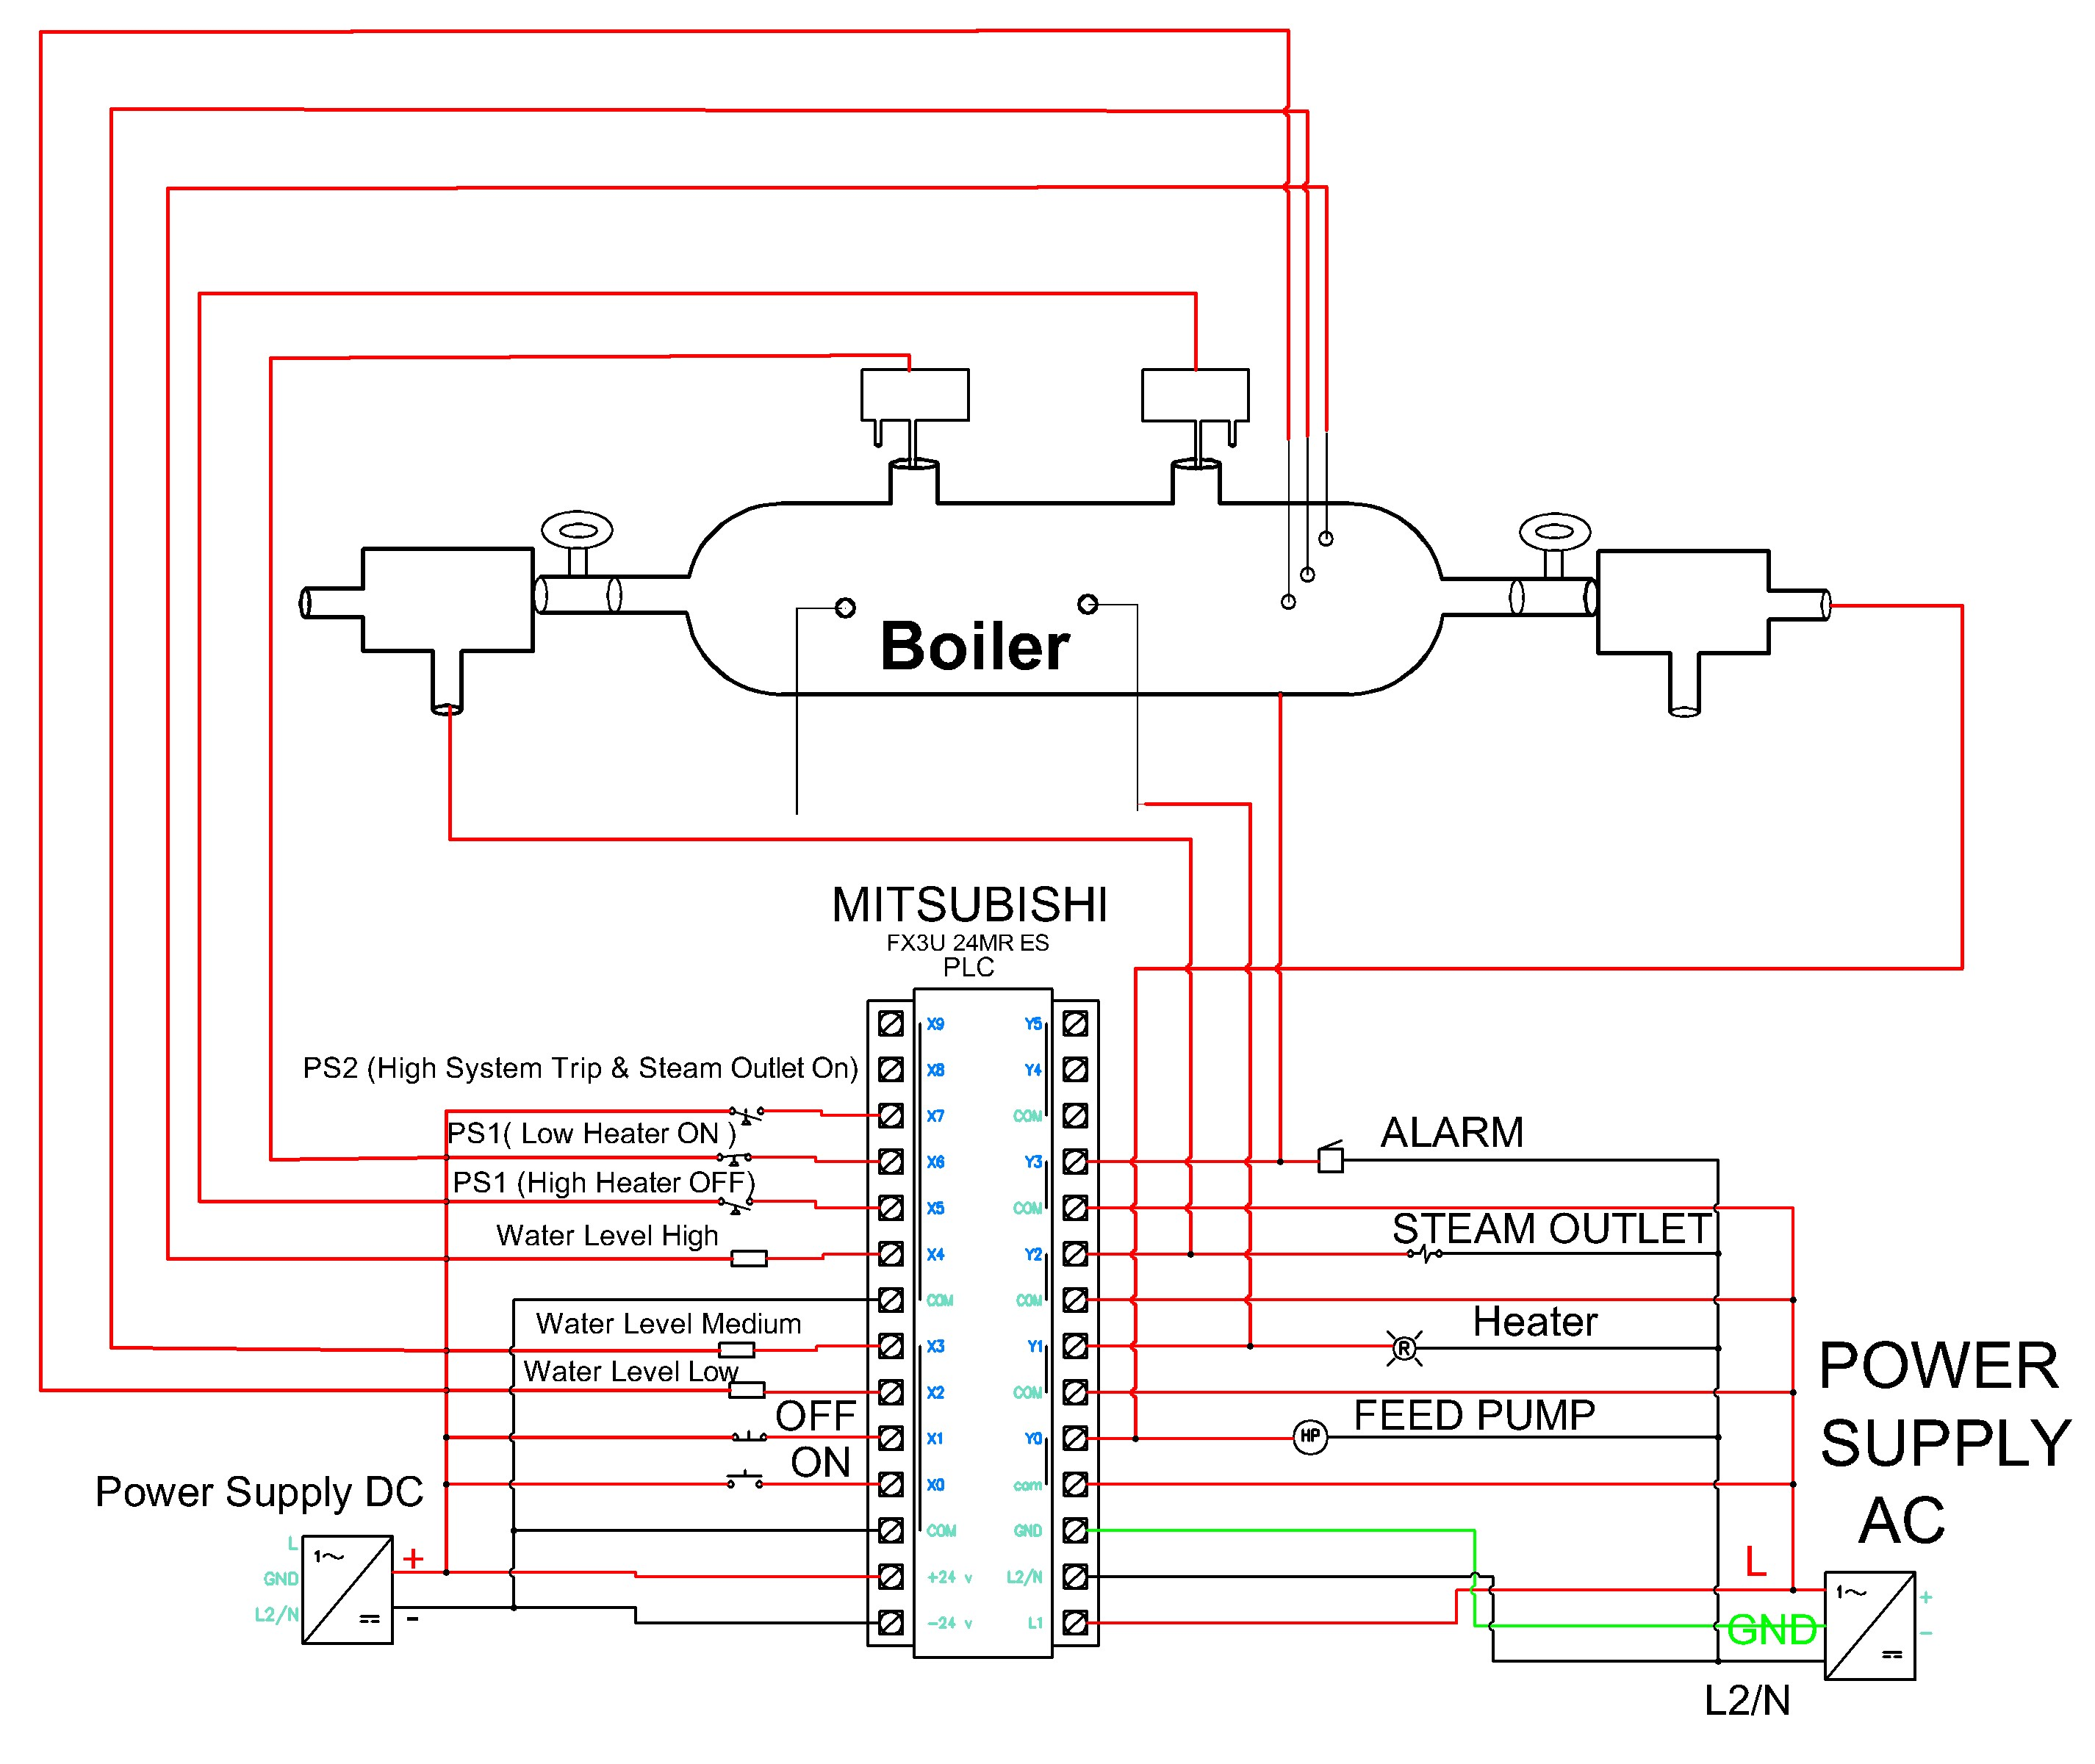 Boiler
MITSUBISHI
FX3U 24MR ES
PLC
X9 Y5
PS2 (High System Trip & Steam Outlet On) X8 Y4
X7 COM
PS1( Low Heater ON ) X6 Y3 ALARM
PS1 (High Heater OFF) X5 COM
Water Level High X4 Y2 STEAM OUTLET
COM COM
Water Level Medium X3 Y1 R Heater
Water Level Low X2 COM
OFF X1 Y0 HP FEED PUMP
ON X0 com
COM GND
+24 v L2/N
-24 v L1
Power Supply DC
L 1~ +
GND
L2/N = -
POWER
SUPPLY
AC
L 1~ +
GND -
=
L2/N